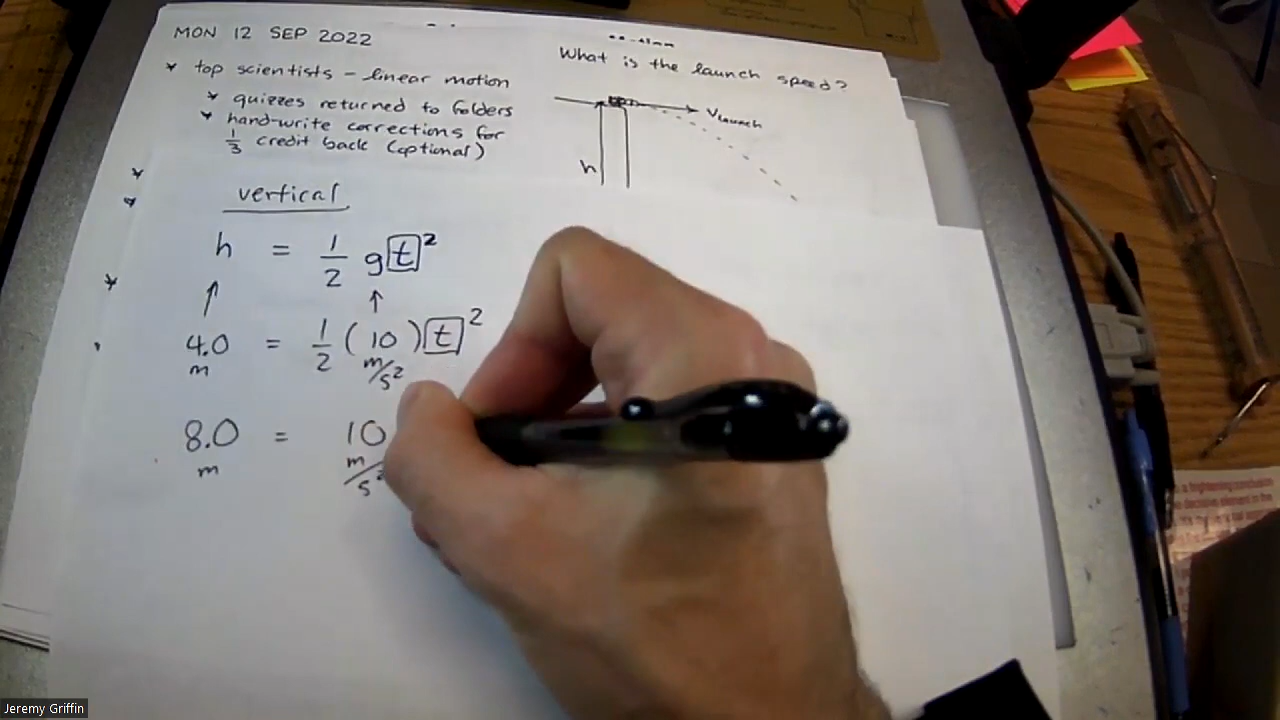 MON 12 SEP 2022
* top scientists - linear motion
* quizzes returned to folders
* hand-write corrections for
1/3 credit back (optional)
What is the launch speed?
Vlaunch
h
vertical
h = 1/2 gt²
4.0 = 1/2 (10) t²
m m/s²
8.0 = 10
m m/s²
Jeremy Griffin